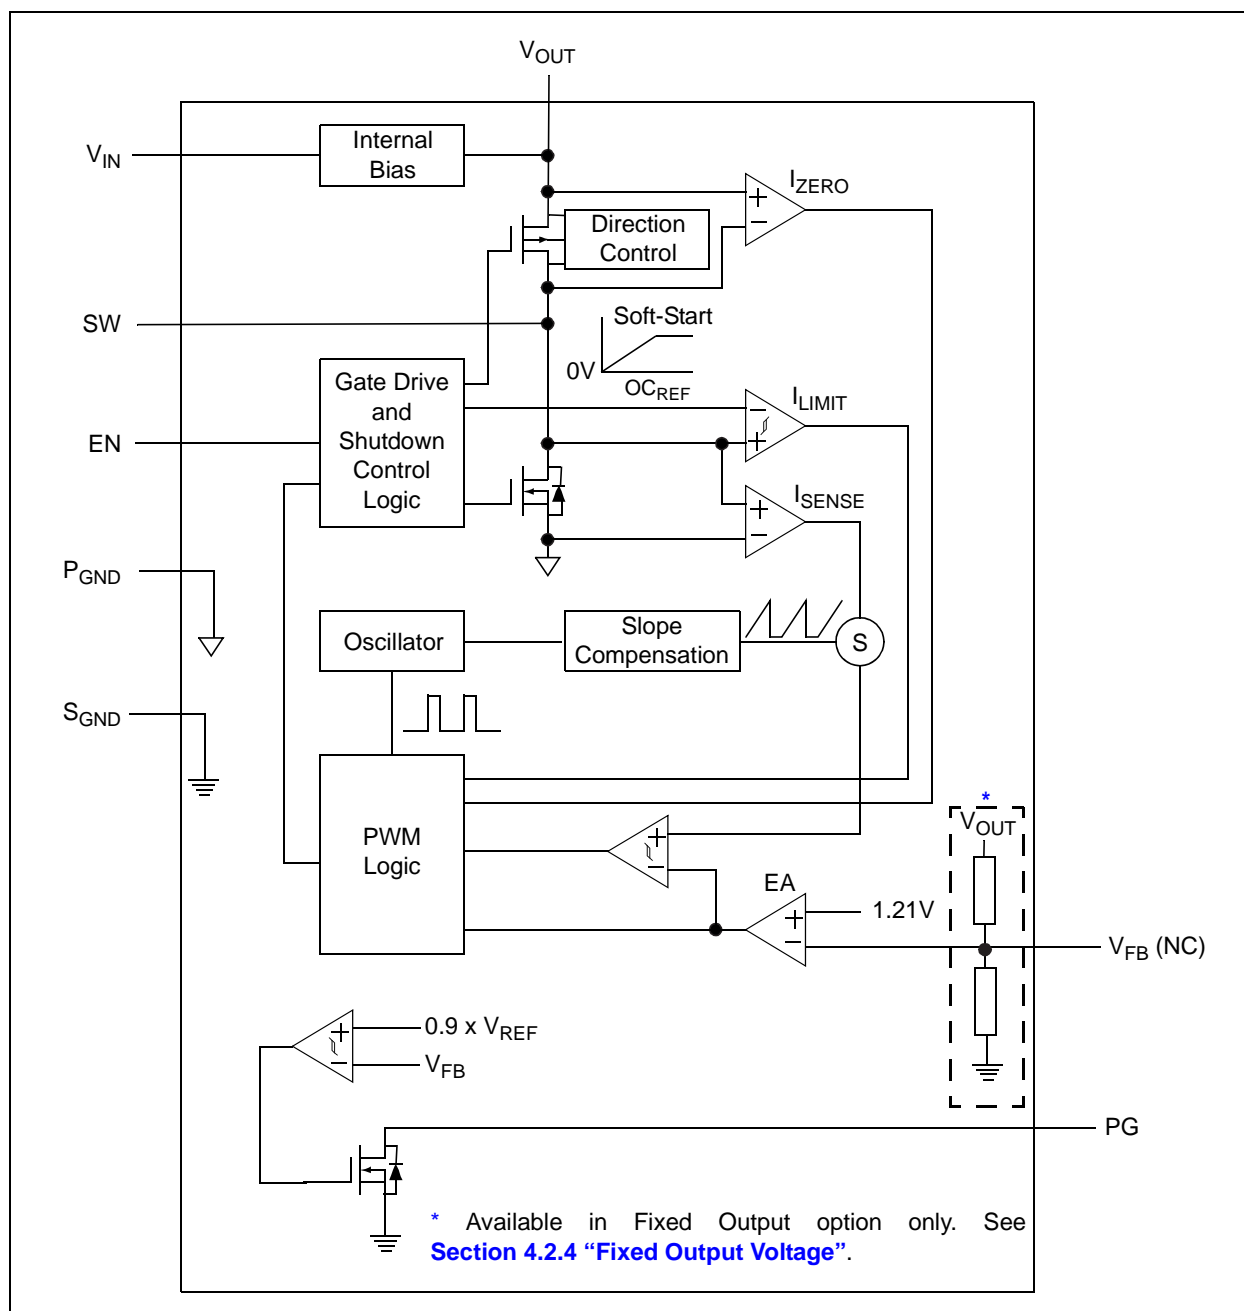 VOUT
VIN
Internal
Bias
IZERO
+
−
Direction
Control
SW
Soft-Start
0V
OCREF
Gate Drive
and
Shutdown
Control
Logic
ILIMIT
−
+
EN
ISENSE
+
−
PGND
Oscillator
Slope
Compensation
S
SGND
PWM
Logic
+
−
*
VOUT
EA
+
−
1.21V
VFB (NC)
+
−
0.9 x VREF
VFB
PG
* Available in Fixed Output option only. See
Section 4.2.4 “Fixed Output Voltage”.